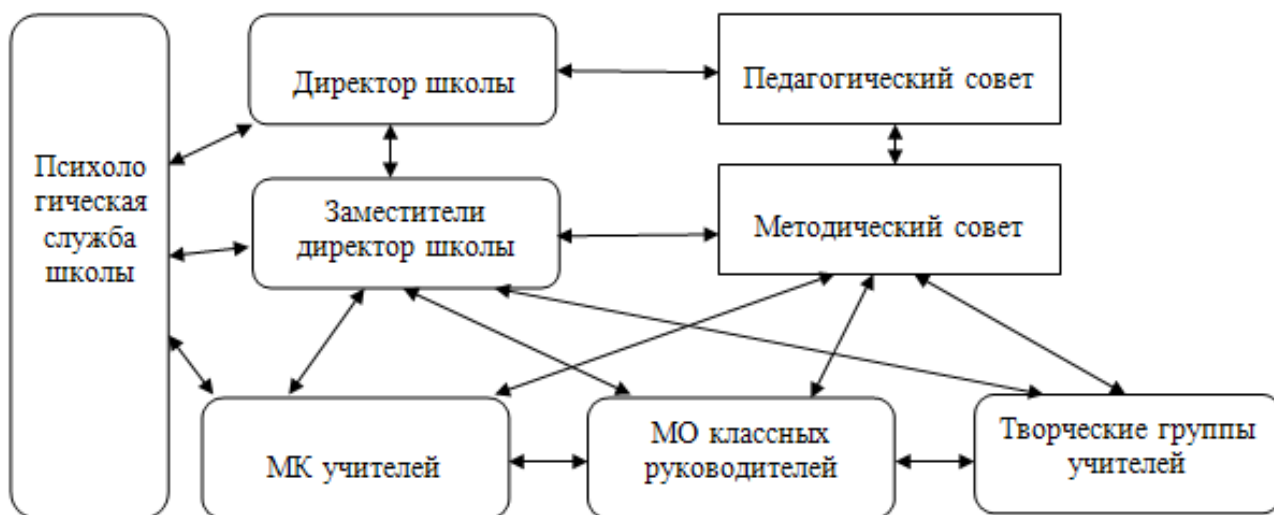 Директор школы
Педагогический совет
Психоло
гическая
служба
школы
Заместители
директор школы
Методический совет
МК учителей
МО классных
руководителей
Творческие группы
учителей